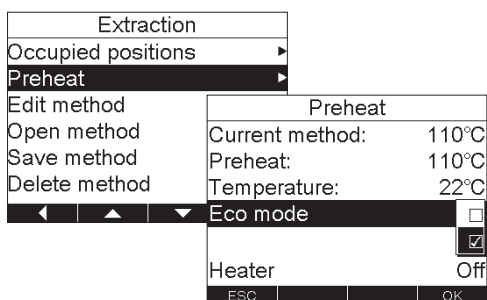 Extraction
Occupied positions
Preheat
Edit method
Open method
Save method
Delete method
Preheat
Current method: 110°C
Preheat: 110°C
Temperature: 22°C
Eco mode
Heater Off
ESC OK